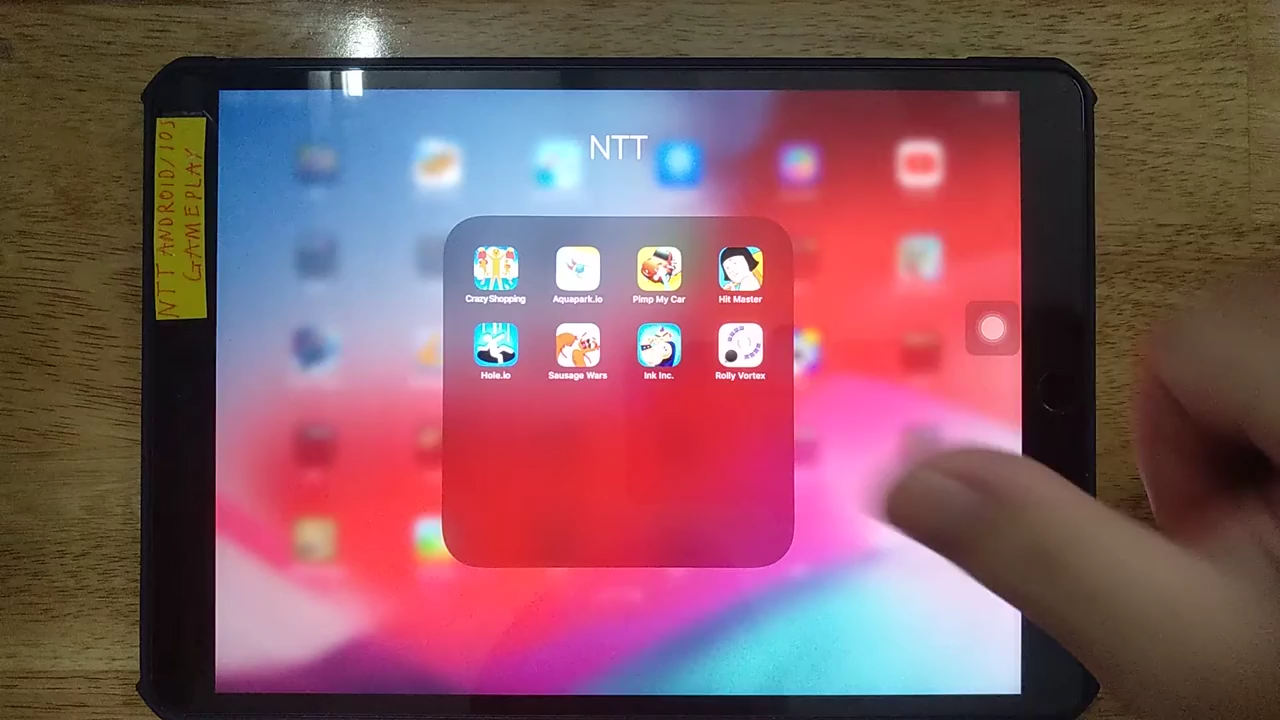 NTT ANDROID/IOS
GAMEPLAY
NTT
Crazy Shopping
Aquapark.io
Pimp My Car
Hit Master
Hole.io
Sausage Wars
Ink Inc.
Rolly Vortex